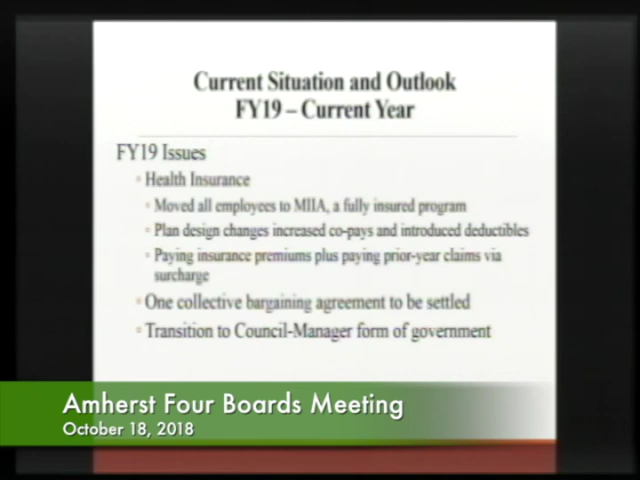 Current Situation and Outlook
FY19 – Current Year
FY19 Issues
Health Insurance
Moved all employees to MIIA, a fully insured program
Plan design changes increased co-pays and introduced deductibles
Paying insurance premiums plus paying prior-year claims via
surcharge
One collective bargaining agreement to be settled
Transition to Council-Manager form of government
Amherst Four Boards Meeting
October 18, 2018